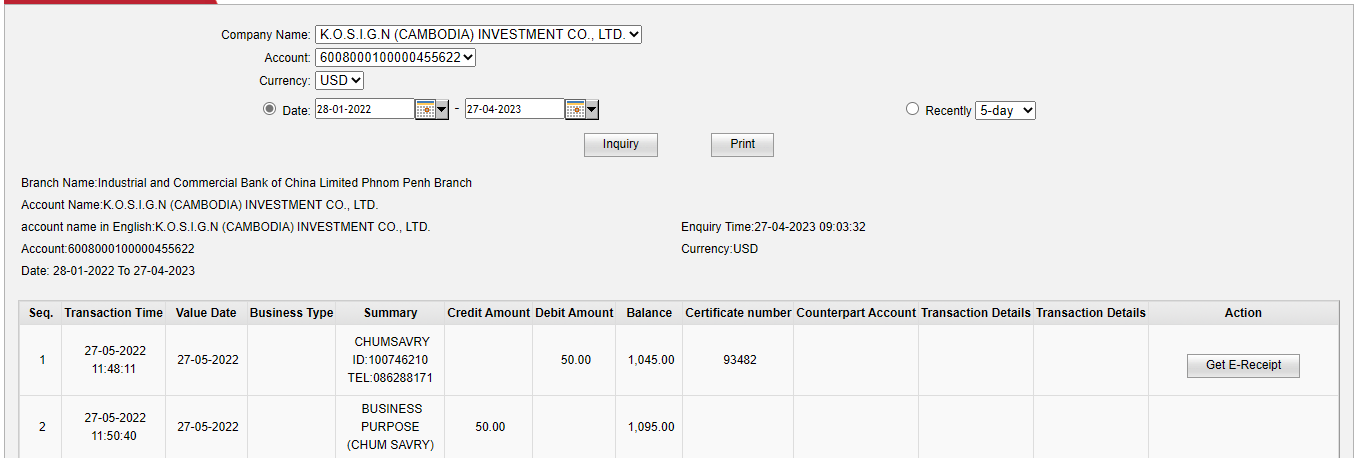 Company Name: K.O.S.I.G.N (CAMBODIA) INVESTMENT CO., LTD.
Account: 6008000100000455622
Currency: USD
Date: 28-01-2022 - 27-04-2023 Recently 5-day
Inquiry Print
Branch Name:Industrial and Commercial Bank of China Limited Phnom Penh Branch
Account Name:K.O.S.I.G.N (CAMBODIA) INVESTMENT CO., LTD.
account name in English:K.O.S.I.G.N (CAMBODIA) INVESTMENT CO., LTD. Enquiry Time:27-04-2023 09:03:32
Account:6008000100000455622 Currency:USD
Date: 28-01-2022 To 27-04-2023
Seq. Transaction Time Value Date Business Type Summary Credit Amount Debit Amount Balance Certificate number Counterpart Account Transaction Details Transaction Details Action
1 27-05-2022 11:48:11 27-05-2022 CHUMSAVRY ID:100746210 TEL:086288171 50.00 1,045.00 93482 Get E-Receipt
2 27-05-2022 11:50:40 27-05-2022 BUSINESS PURPOSE (CHUM SAVRY) 50.00 1,095.00